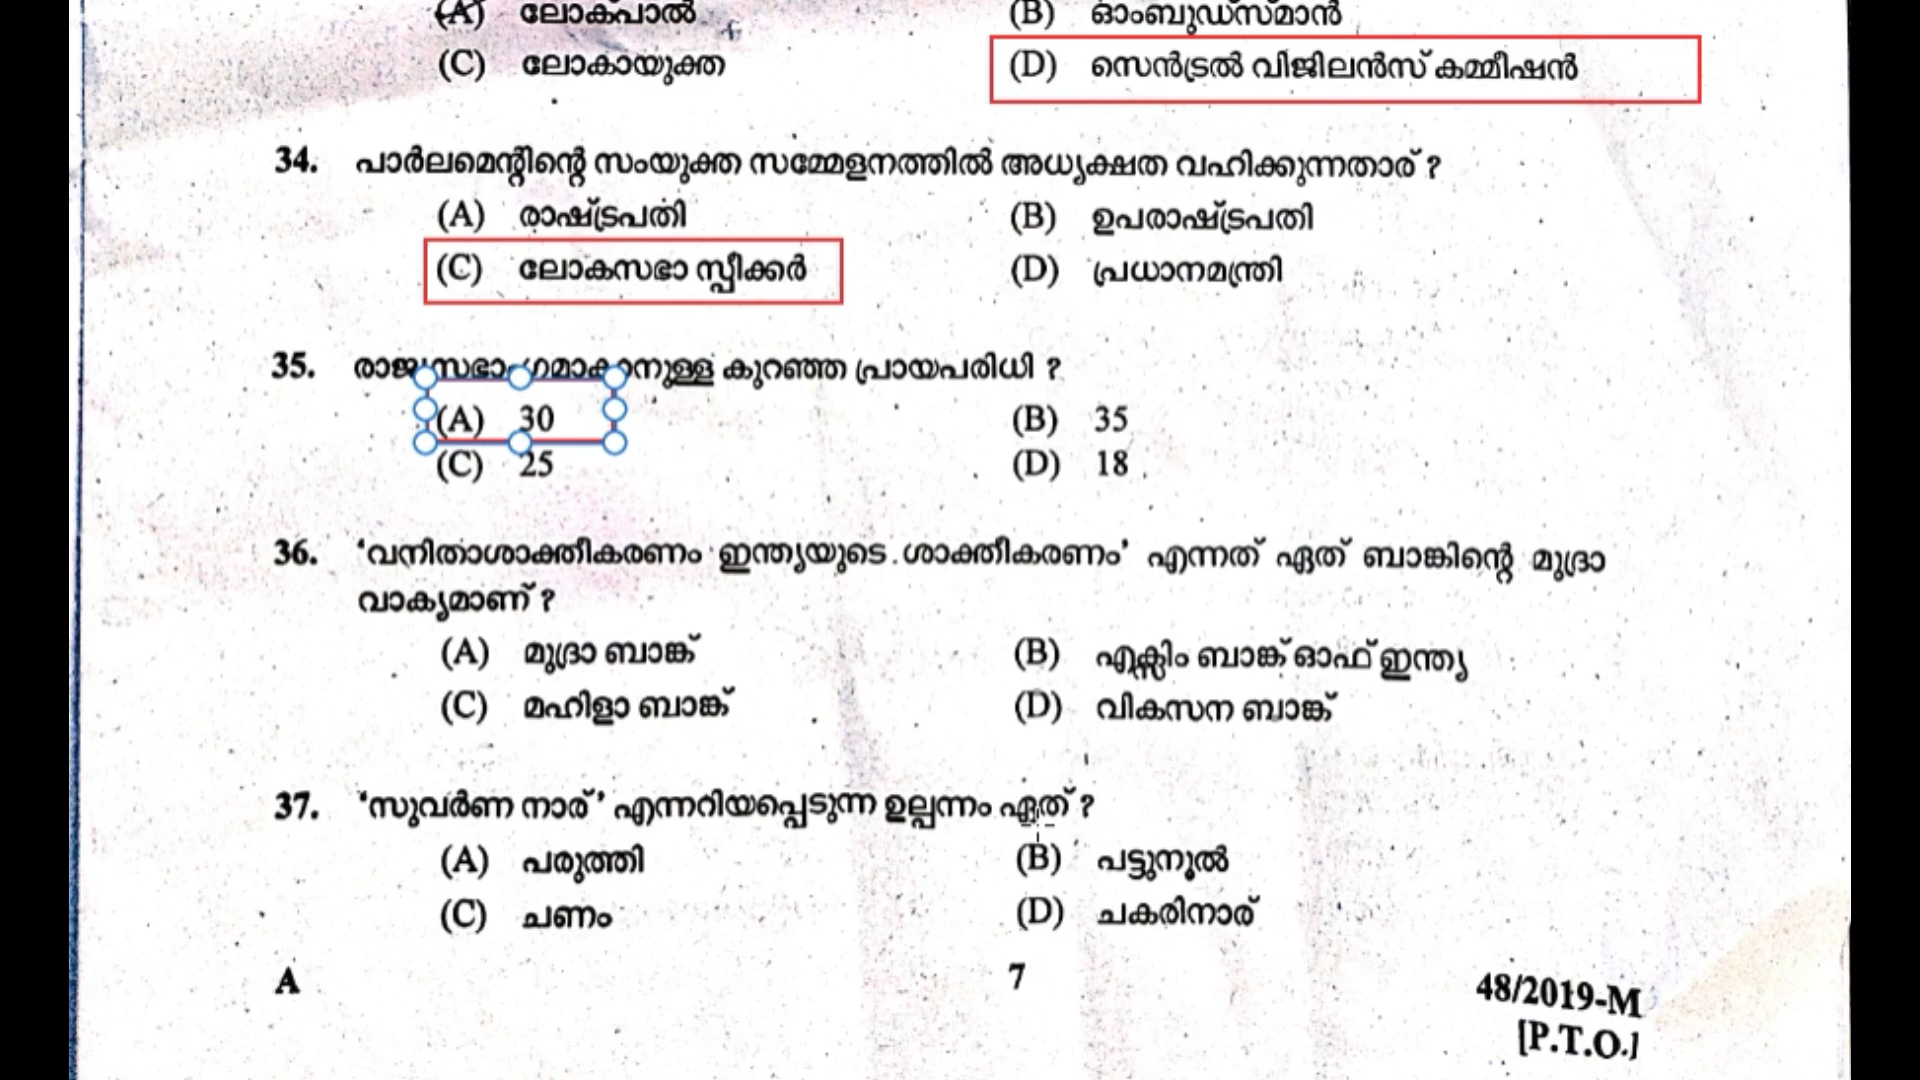 (A) ലോക്പാൽ (B) ഓംബുഡ്സ്മാൻ
(C) ലോകായുക്ത (D) സെൻട്രൽ വിജിലൻസ് കമ്മീഷൻ
34. പാർലമെന്റിന്റെ സംയുക്ത സമ്മേളനത്തിൽ അധ്യക്ഷത വഹിക്കുന്നതാര് ?
(A) രാഷ്ട്രപതി (B) ഉപരാഷ്ട്രപതി
(C) ലോകസഭാ സ്പീക്കർ (D) പ്രധാനമന്ത്രി
35. രാജ്യസഭാംഗമാകാനുള്ള കുറഞ്ഞ പ്രായപരിധി ?
(A) 30 (B) 35
(C) 25 (D) 18
36. 'വനിതാശാക്തീകരണം ഇന്ത്യയുടെ ശാക്തീകരണം' എന്നത് ഏത് ബാങ്കിന്റെ മുദ്രാ
വാക്യമാണ് ?
(A) മുദ്രാ ബാങ്ക് (B) എക്സിം ബാങ്ക് ഓഫ് ഇന്ത്യ
(C) മഹിളാ ബാങ്ക് (D) വികസന ബാങ്ക്
37. 'സുവർണ നാര്' എന്നറിയപ്പെടുന്ന ഉല്പന്നം ഏത് ?
(A) പരുത്തി (B) പട്ടുനൂൽ
(C) ചണം (D) ചകരിനാര്
A 7 48/2019-M
[P.T.O.]